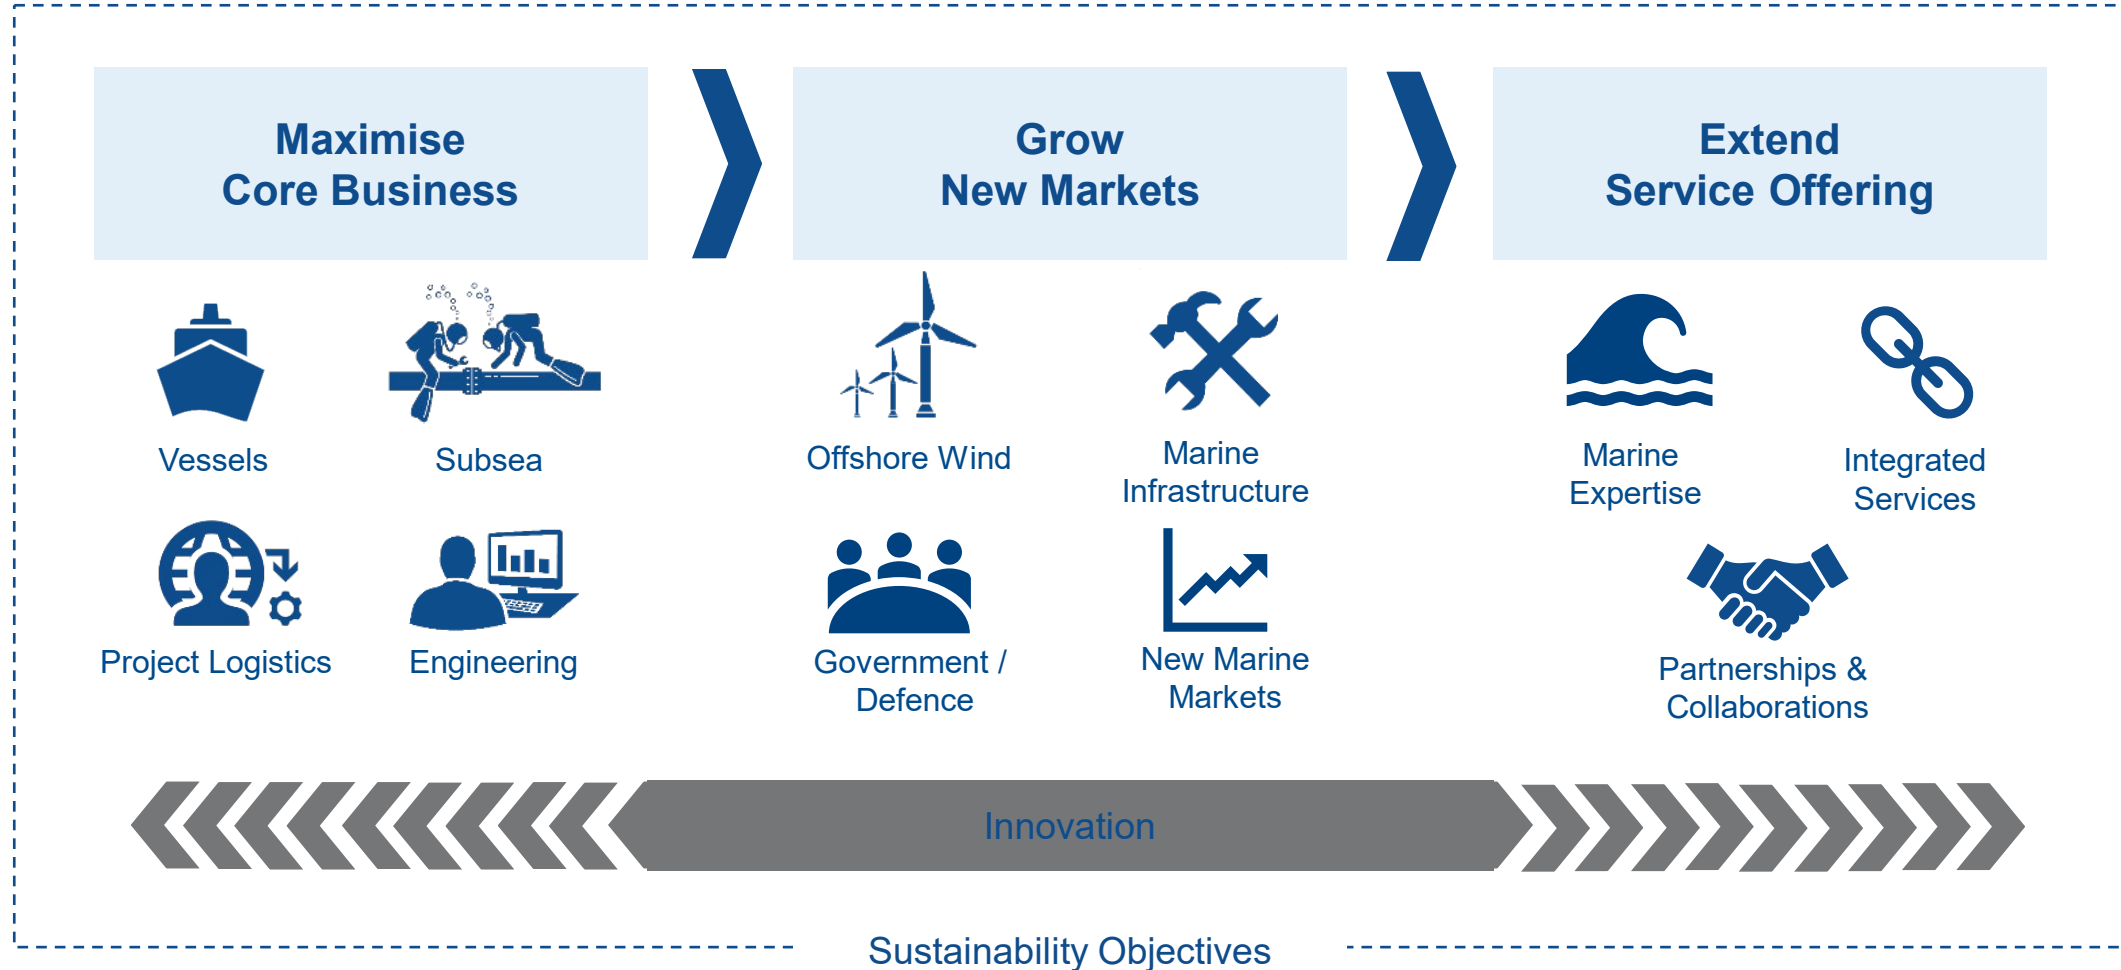 Maximise
Core Business
Grow
New Markets
Extend
Service Offering
Vessels
Subsea
Offshore Wind
Marine
Infrastructure
Marine
Expertise
Integrated
Services
Project Logistics
Engineering
Government /
Defence
New Marine
Markets
Partnerships &
Collaborations
Innovation
Sustainability Objectives